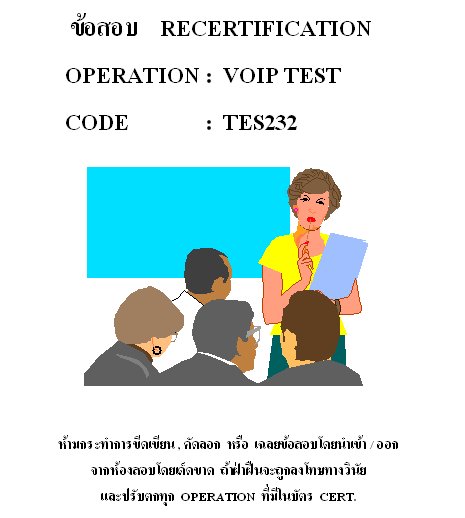 ข้อสอบ RECERTIFICATION
OPERATION : VOIP TEST
CODE : TES232
ห้ามกระทำการขีดเขียน , คัดลอก หรือ เฉลยข้อสอบโดยนำเข้า / ออก
จากห้องสอบโดยเด็ดขาด ถ้าฝ่าฝืนจะถูกลงโทษทางวินัย
และปรับตกทุก OPERATION ที่มีในบัตร CERT.